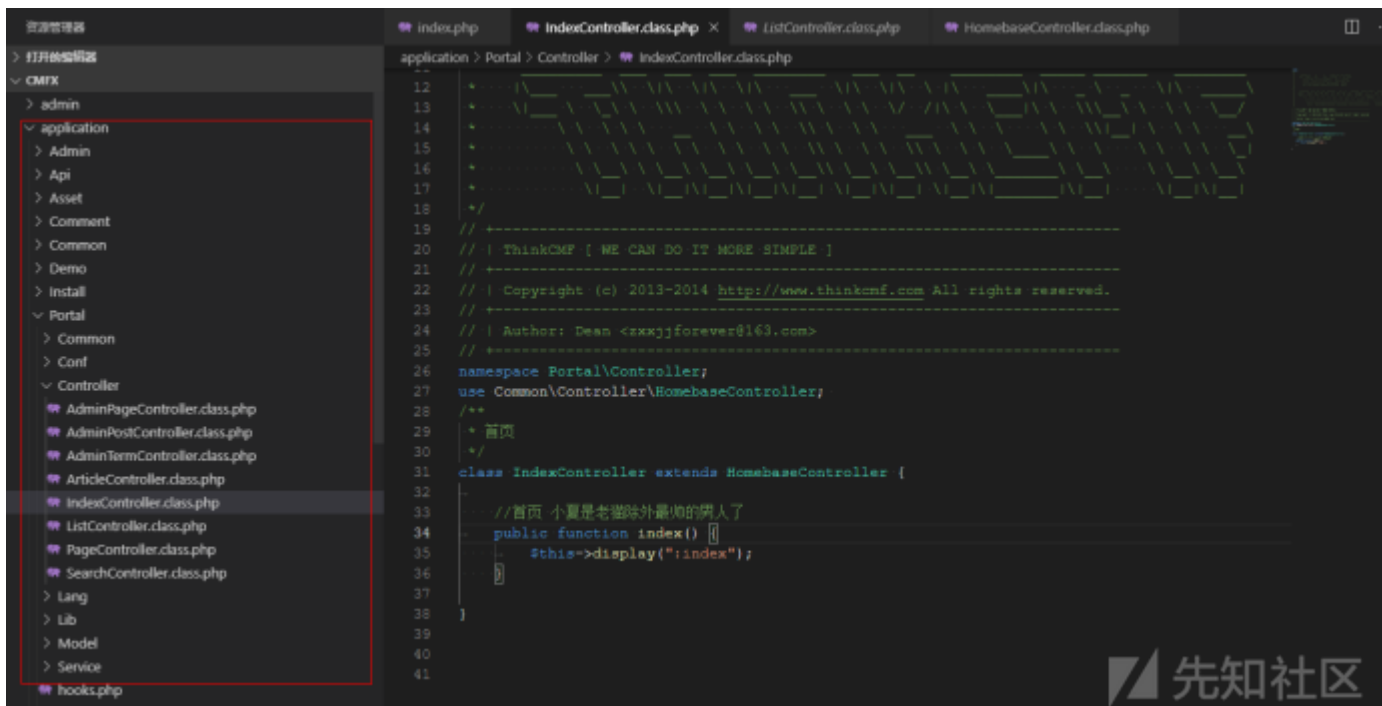 资源管理器
打开的编辑器
CMFX
admin
application
Admin
Api
Asset
Comment
Common
Demo
Install
Portal
Common
Conf
Controller
AdminPageController.class.php
AdminPostController.class.php
AdminTermController.class.php
ArticleController.class.php
IndexController.class.php
ListController.class.php
PageController.class.php
SearchController.class.php
Lang
Lib
Model
Service
hooks.php
index.php IndexController.class.php × ListController.class.php HomebaseController.class.php
application > Portal > Controller > IndexController.class.php
12
13
14
15
16
17
18 */
19 // +----------------------------------------------------------------------
20 // | ThinkCMF [ WE CAN DO IT MORE SIMPLE ]
21 // +----------------------------------------------------------------------
22 // | Copyright (c) 2013-2014 http://www.thinkcmf.com All rights reserved.
23 // +----------------------------------------------------------------------
24 // | Author: Dean <zxxjjforever@163.com>
25 // +----------------------------------------------------------------------
26 namespace Portal\Controller;
27 use Common\Controller\HomebaseController;
28 /**
29 * 首页
30 */
31 class IndexController extends HomebaseController {
32
33 //首页 小夏是老猫除外最帅的男人了
34 public function index() {
35 $this->display(":index");
36 }
37
38 }
39
40
41
先知社区